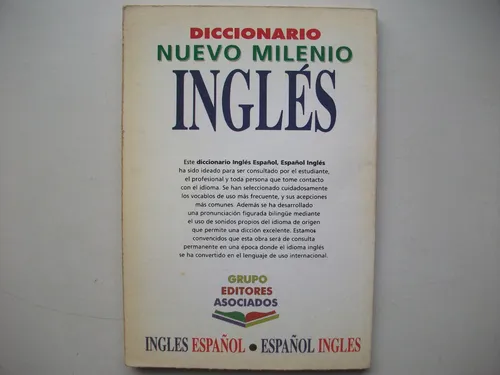 DICCIONARIO
NUEVO MILENIO
INGLÉS
Este diccionario Inglés Español, Español Inglés
ha sido ideado para ser consultado por el estudiante,
el profesional y toda persona que tome contacto
con el idioma. Se han seleccionado cuidadosamente
los vocablos de uso más frecuente, y sus acepciones
más comunes. Además se ha desarrollado
una pronunciación figurada bilingüe mediante
el uso de sonidos propios del idioma de origen
que permite una dicción excelente. Estamos
convencidos que esta obra será de consulta
permanente en una época donde el idioma inglés
se ha convertido en el lenguaje de uso internacional.
GRUPO
EDITORES
ASOCIADOS
INGLES ESPAÑOL • ESPAÑOL INGLES